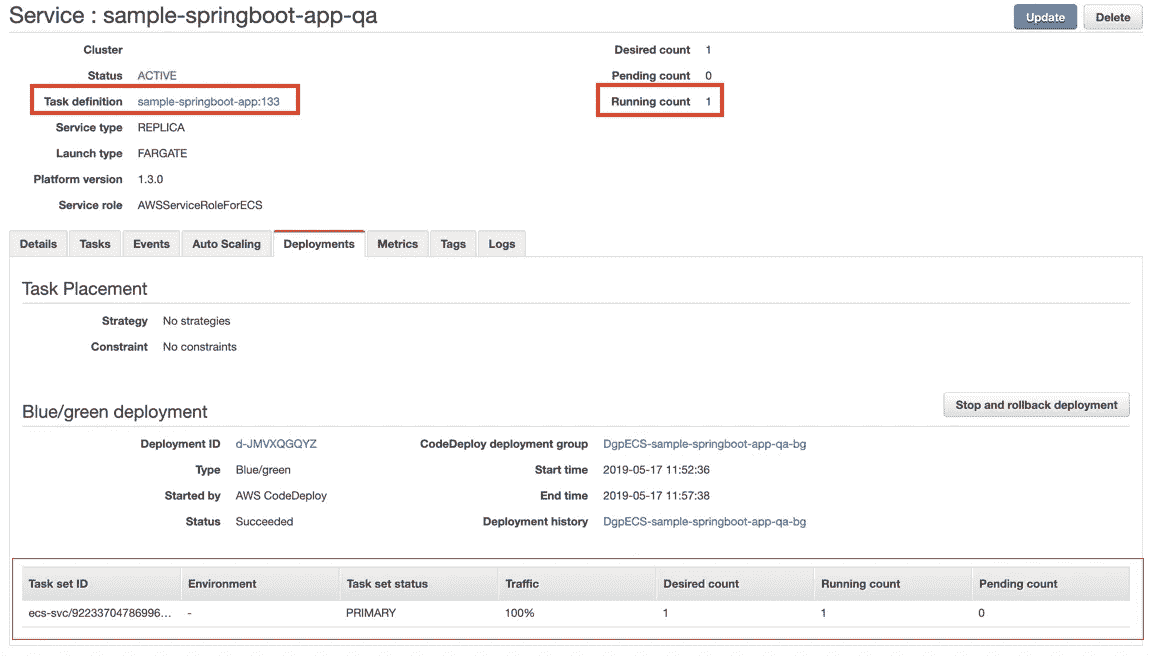 Service : sample-springboot-app-qa
Update Delete
Cluster
Desired count 1
Status ACTIVE
Pending count 0
Task definition sample-springboot-app:133
Running count 1
Service type REPLICA
Launch type FARGATE
Platform version 1.3.0
Service role AWSServiceRoleForECS
Details Tasks Events Auto Scaling Deployments Metrics Tags Logs
Task Placement
Strategy No strategies
Constraint No constraints
Blue/green deployment
Stop and rollback deployment
Deployment ID d-JMVXQGQYZ
CodeDeploy deployment group DgpECS-sample-springboot-app-qa-bg
Type Blue/green
Start time 2019-05-17 11:52:36
Started by AWS CodeDeploy
End time 2019-05-17 11:57:38
Status Succeeded
Deployment history DgpECS-sample-springboot-app-qa-bg
Task set ID Environment Task set status Traffic Desired count Running count Pending count
ecs-svc/92233704786996... - PRIMARY 100% 1 1 0